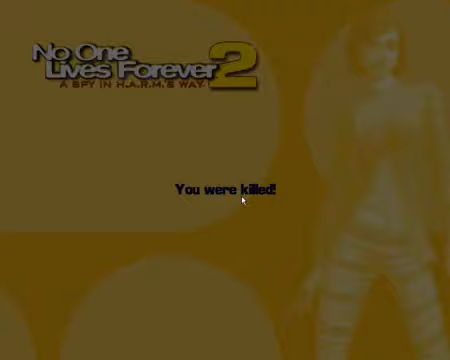 No One
Lives Forever 2
A SPY IN H.A.R.M.'S WAY
You were killed!